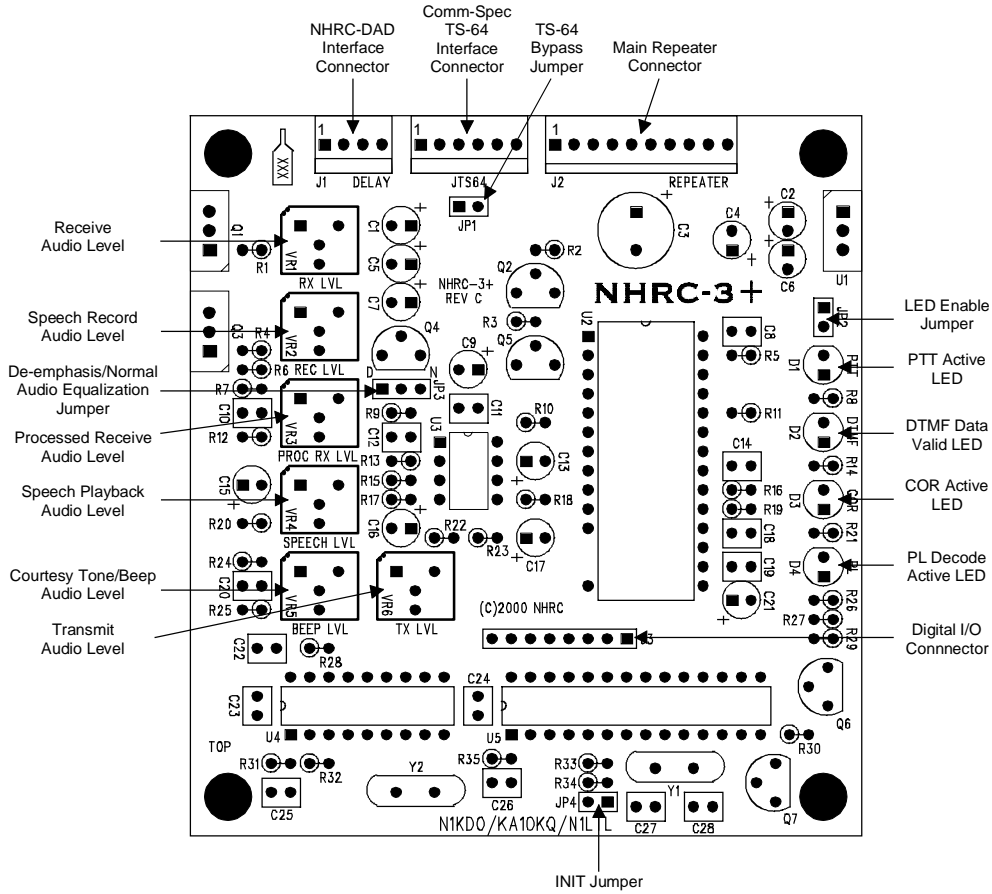 NHRC-DAD
Interface
Connector
Comm-Spec
TS-64
Interface
Connector
TS-64
Bypass
Jumper
Main Repeater
Connector
XXX
1
1
1
J1 DELAY
JTS64
J2 REPEATER
JP1
Receive
Audio Level
Speech Record
Audio Level
De-emphasis/Normal
Audio Equalization
Jumper
Processed Receive
Audio Level
Speech Playback
Audio Level
Courtesy Tone/Beep
Audio Level
Transmit
Audio Level
Q1
R1
VR1
RX LVL
C1
C5
C7
C3
C4
C2
C6
U1
R2
Q2
NHRC-3+
REV C
NHRC-3+
Q3
R4
VR2
R6 REC LVL
Q4
R3
Q5
U2
C8
JP2
R5
D1
PTT
R8
R7
C10
R12
VR3
PROC RX LVL
D N
JP3
C9
R9
C11
C12
U3
R10
R11
D2
DTMF
R13
R15
R17
C13
C14
R14
C15
VR4
R20
SPEECH LVL
C16
R22
R23
R18
C17
R16
R19
C18
D3
COR
R21
R24
C20
R25
VR5
BEEP LVL
VR6
TX LVL
C19
D4
PL
C21
R26
R27
R29
(C)2000 NHRC
C22
R28
C23
C24
U4
U5
Q6
R30
TOP
R31
R32
Y2
R35
C26
R33
R34
JP4
Y1
Q7
C25
C27
C28
N1KDO/KA1OKQ/N1L L
LED Enable
Jumper
PTT Active
LED
DTMF Data
Valid LED
COR Active
LED
PL Decode
Active LED
Digital I/O
Connnector
INIT Jumper